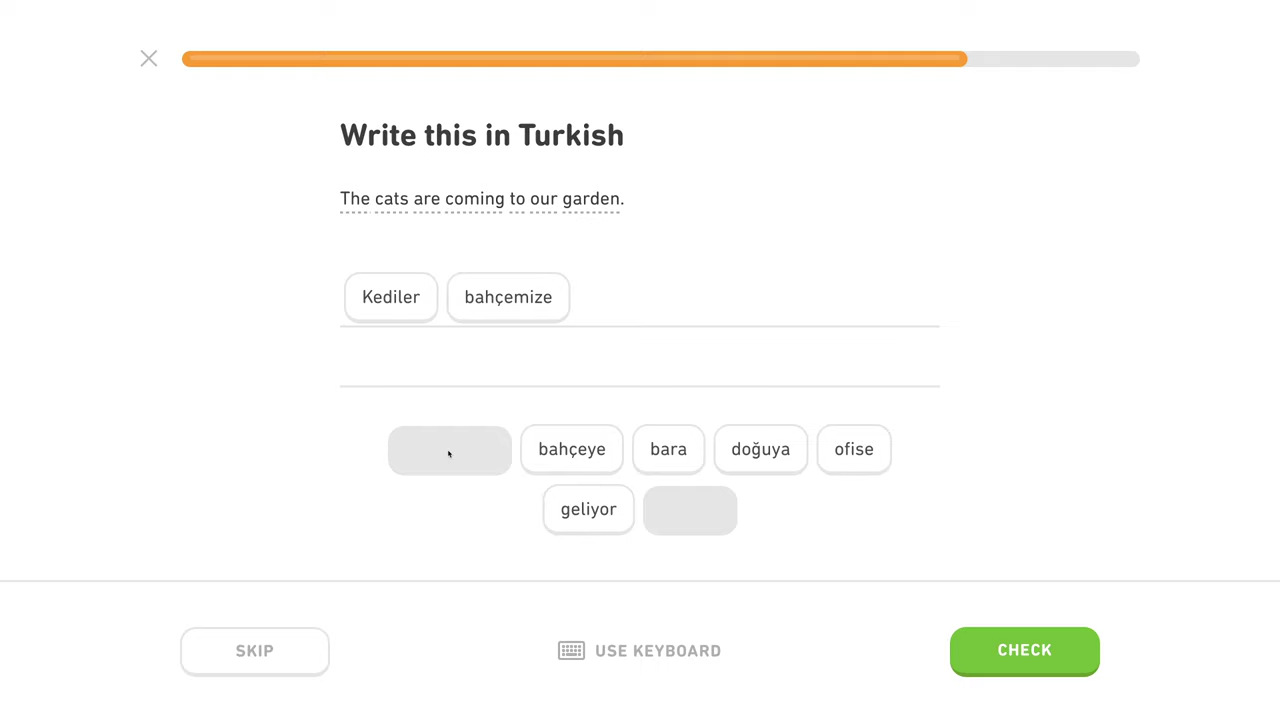 Write this in Turkish
The cats are coming to our garden.
Kediler bahçemize
bahçeye bara doğuya ofise
geliyor
SKIP USE KEYBOARD CHECK